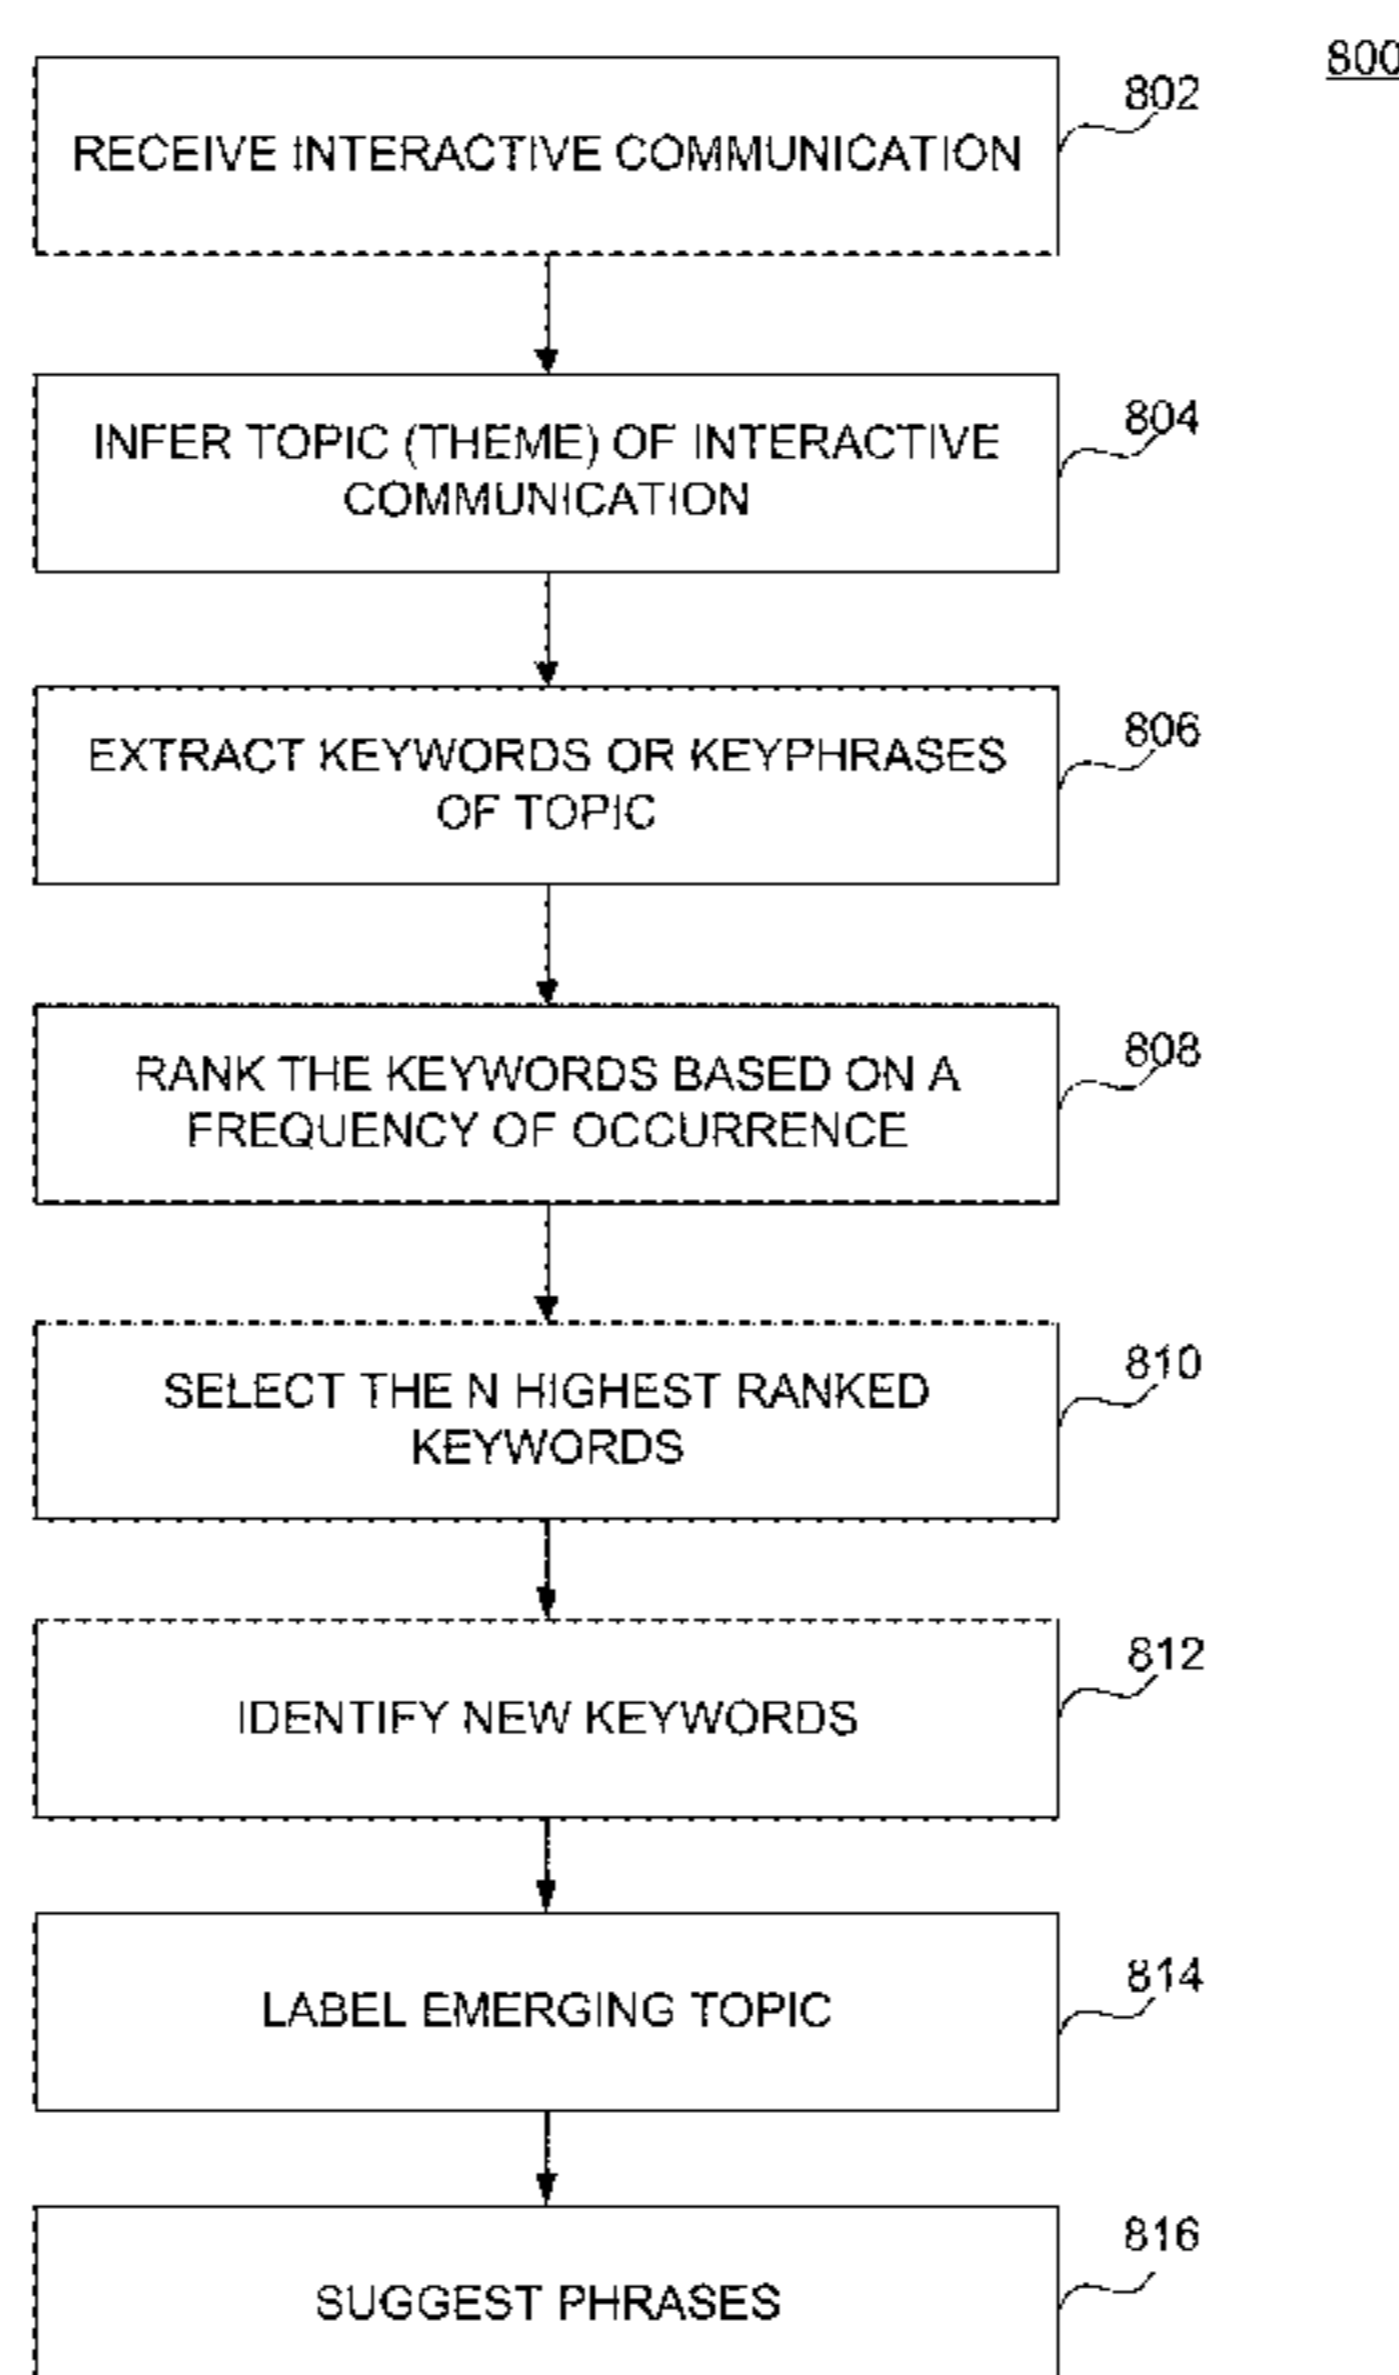 800
802
RECEIVE INTERACTIVE COMMUNICATION
804
INFER TOPIC (THEME) OF INTERACTIVE
COMMUNICATION
806
EXTRACT KEYWORDS OR KEYPHRASES
OF TOPIC
808
RANK THE KEYWORDS BASED ON A
FREQUENCY OF OCCURRENCE
810
SELECT THE N HIGHEST RANKED
KEYWORDS
812
IDENTIFY NEW KEYWORDS
814
LABEL EMERGING TOPIC
816
SUGGEST PHRASES